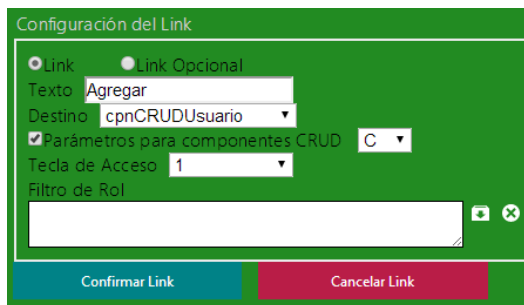 Configuración del Link
Link Link Opcional
Texto Agregar
Destino cpnCRUDUsuario
Parámetros para componentes CRUD C
Tecla de Acceso 1
Filtro de Rol
Confirmar Link Cancelar Link